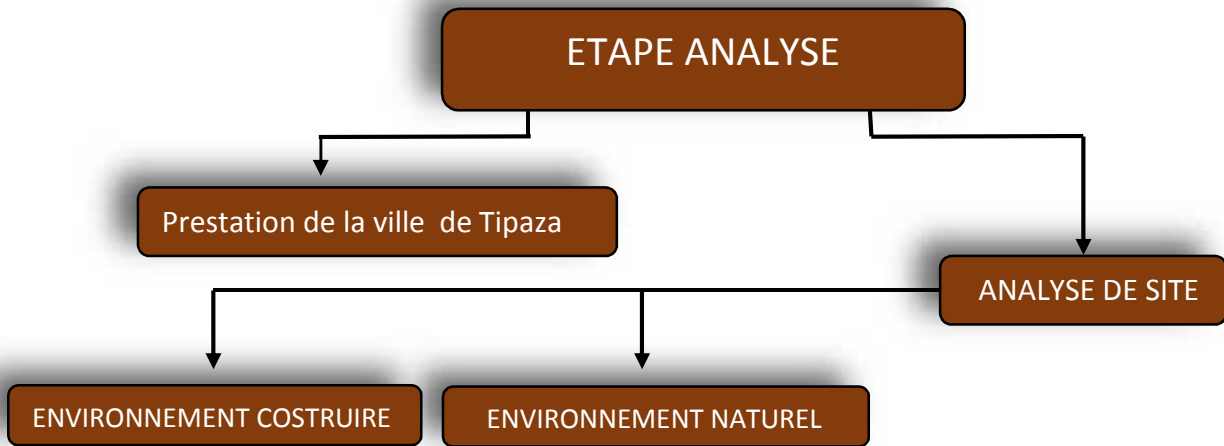 ETAPE ANALYSE
Prestation de la ville de Tipaza
ANALYSE DE SITE
ENVIRONNEMENT COSTRUIRE
ENVIRONNEMENT NATUREL